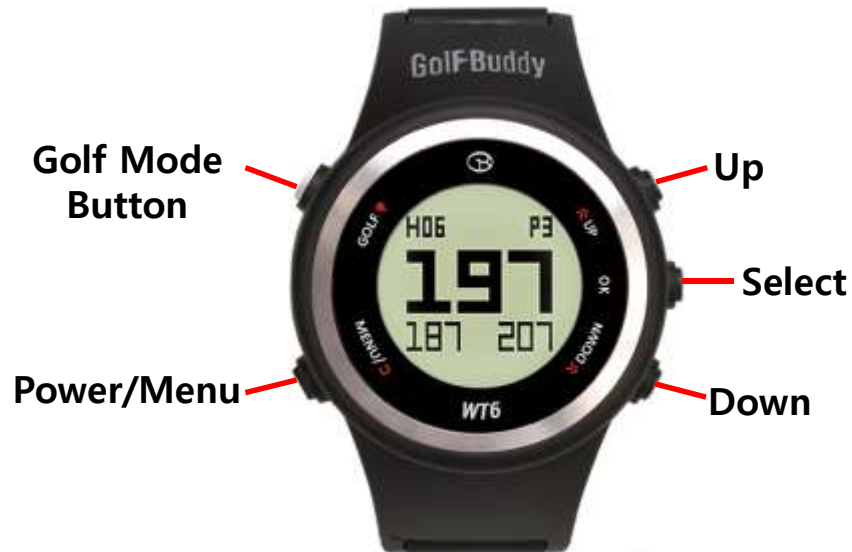 GolFBuddy
Golf Mode
Button
Up
GOLF
UP
H06 P3
197
187 207
OK
Select
MENU/
DOWN
Power/Menu
Down
WT6